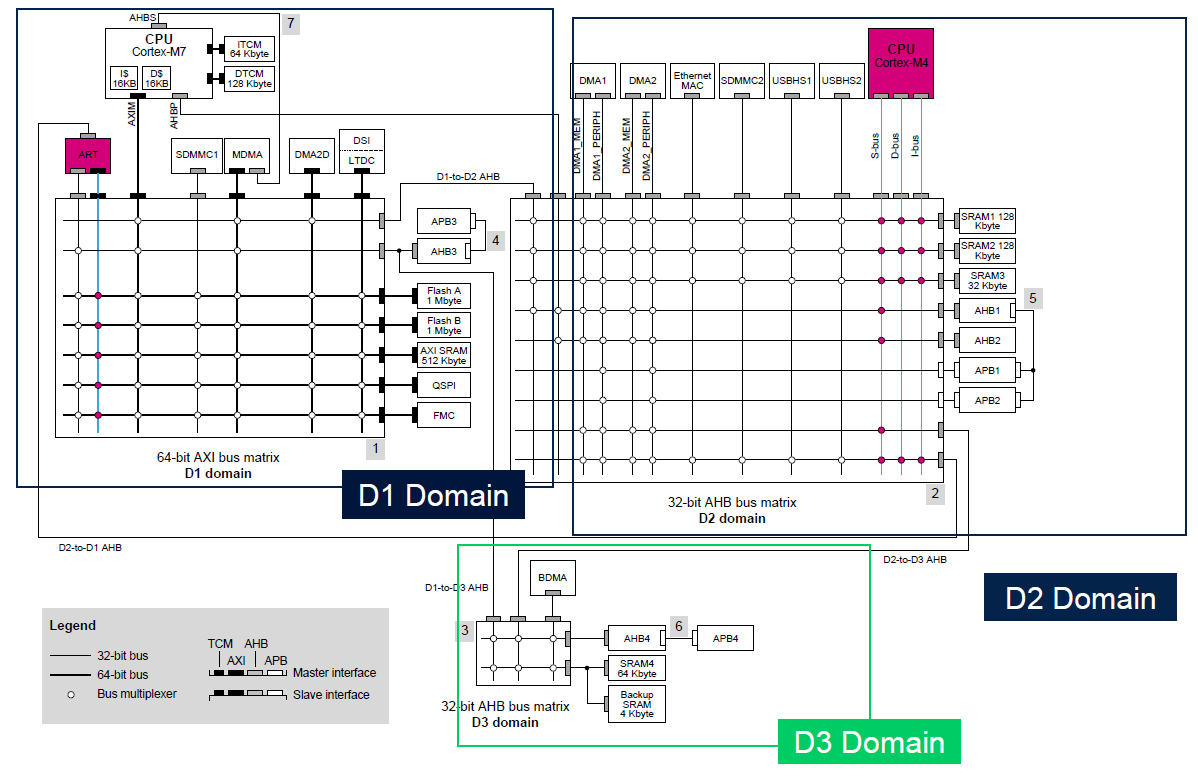 AHBS
7
CPU
Cortex-M7
I$
16KB
D$
16KB
ITCM
64 Kbyte
DTCM
128 Kbyte
AXIM
AHBP
ART
SDMMC1
MDMA
DMA2D
DSI
LTDC
D1-to-D2 AHB
APB3
AHB3
4
Flash A
1 Mbyte
Flash B
1 Mbyte
AXI SRAM
512 Kbyte
QSPI
FMC
1
64-bit AXI bus matrix
D1 domain
D1 Domain
DMA1
DMA2
Ethernet
MAC
SDMMC2
USBHS1
USBHS2
CPU
Cortex-M4
DMA1_MEM
DMA1_PERIPH
DMA2_MEM
DMA2_PERIPH
S-bus
D-bus
I-bus
SRAM1 128
Kbyte
SRAM2 128
Kbyte
SRAM3
32 Kbyte
AHB1
5
AHB2
APB1
APB2
2
32-bit AHB bus matrix
D2 domain
D2-to-D1 AHB
D2-to-D3 AHB
D2 Domain
D1-to-D3 AHB
BDMA
3
AHB4
6
APB4
SRAM4
64 Kbyte
Backup
SRAM
4 Kbyte
32-bit AHB bus matrix
D3 domain
D3 Domain
Legend
32-bit bus
64-bit bus
Bus multiplexer
TCM AHB
AXI APB
Master interface
Slave interface